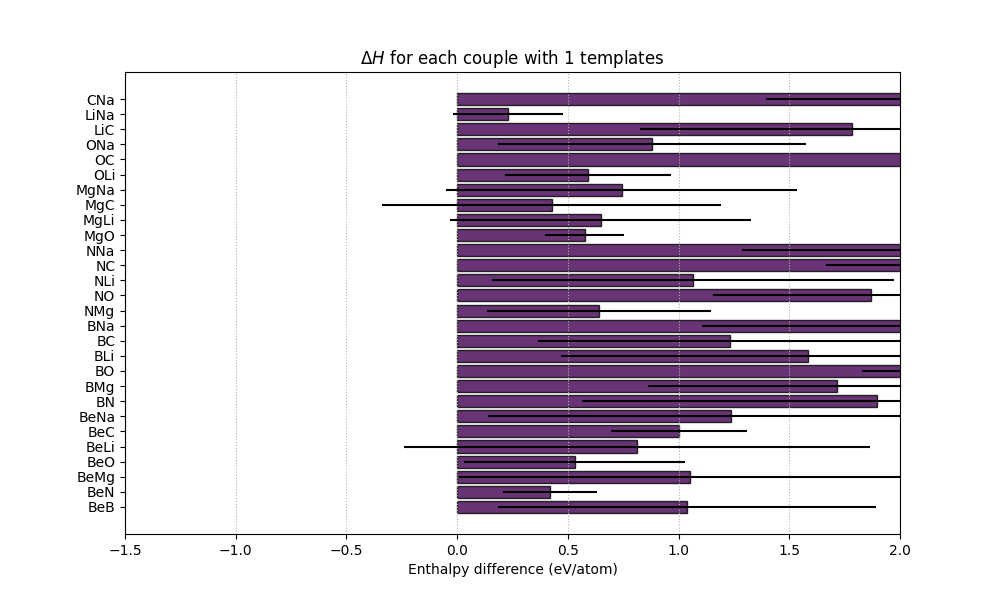 ΔH for each couple with 1 templates
CNa
LiNa
LiC
ONa
OC
OLi
MgNa
MgC
MgLi
MgO
NNa
NC
NLi
NO
NMg
BNa
BC
BLi
BO
BMg
BN
BeNa
BeC
BeLi
BeO
BeMg
BeN
BeB
−1.5 −1.0 −0.5 0.0 0.5 1.0 1.5 2.0
Enthalpy difference (eV/atom)